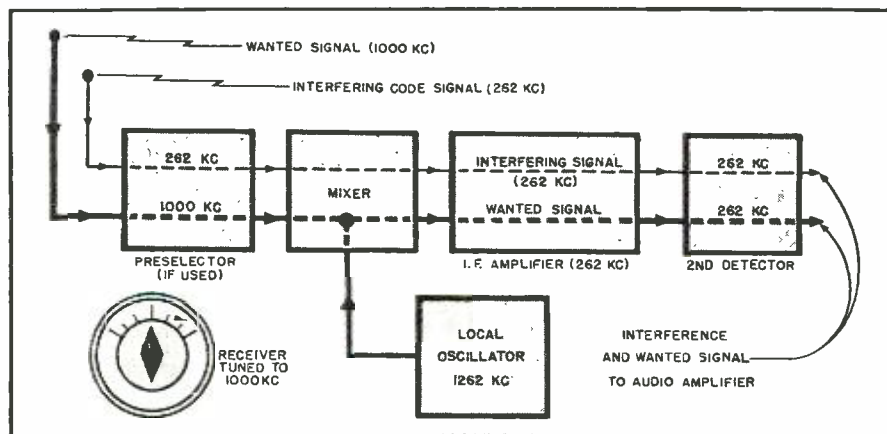 WANTED SIGNAL (1000 KC)
INTERFERING CODE SIGNAL (262 KC)
262 KC
1000 KC
PRESELECTOR
(IF USED)
MIXER
INTERFERING SIGNAL
(262 KC)
WANTED SIGNAL
I.F. AMPLIFIER (262 KC)
262 KC
262 KC
2ND DETECTOR
RECEIVER
TUNED TO
1000KC
LOCAL
OSCILLATOR
1262 KC
INTERFERENCE
AND WANTED SIGNAL
TO AUDIO AMPLIFIER